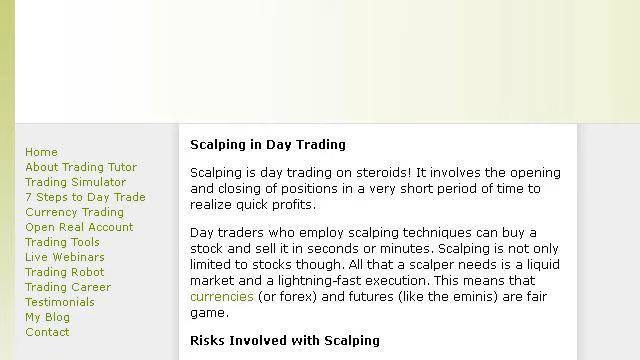 Home
About Trading Tutor
Trading Simulator
7 Steps to Day Trade
Currency Trading
Open Real Account
Trading Tools
Live Webinars
Trading Robot
Trading Career
Testimonials
My Blog
Contact
Scalping in Day Trading
Scalping is day trading on steroids! It involves the opening
and closing of positions in a very short period of time to
realize quick profits.
Day traders who employ scalping techniques can buy a
stock and sell it in seconds or minutes. Scalping is not only
limited to stocks though. All that a scalper needs is a liquid
market and a lightning-fast execution. This means that
currencies (or forex) and futures (like the eminis) are fair
game.
Risks Involved with Scalping